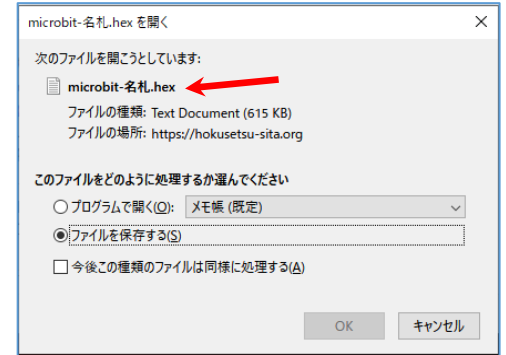 microbit-名札.hex を開く
次のファイルを開こうとしています:
microbit-名札.hex
ファイルの種類: Text Document (615 KB)
ファイルの場所: https://hokusetsu-sita.org
このファイルをどのように処理するか選んでください
プログラムで開く(O): メモ帳 (既定)
ファイルを保存する(S)
今後この種類のファイルは同様に処理する(A)
OK キャンセル